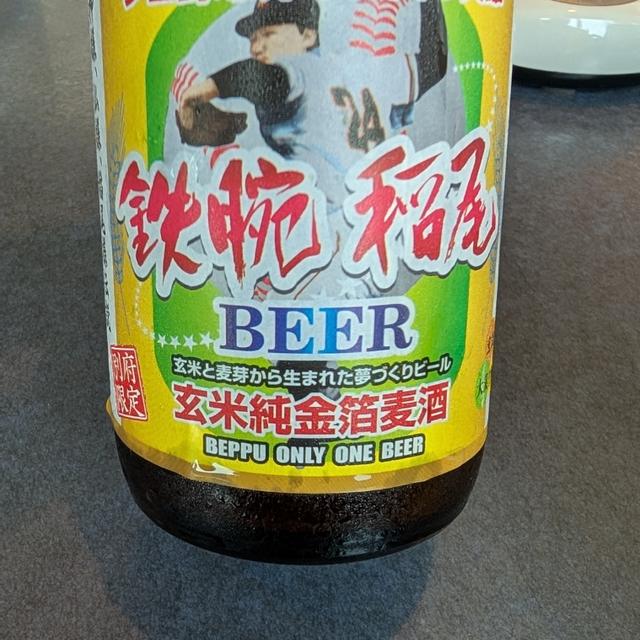 24
鉄腕 稲尾
BEER
玄米と麦芽から生まれた夢づくりビール
玄米純金箔麦酒
BEPPU ONLY ONE BEER
別府
限定